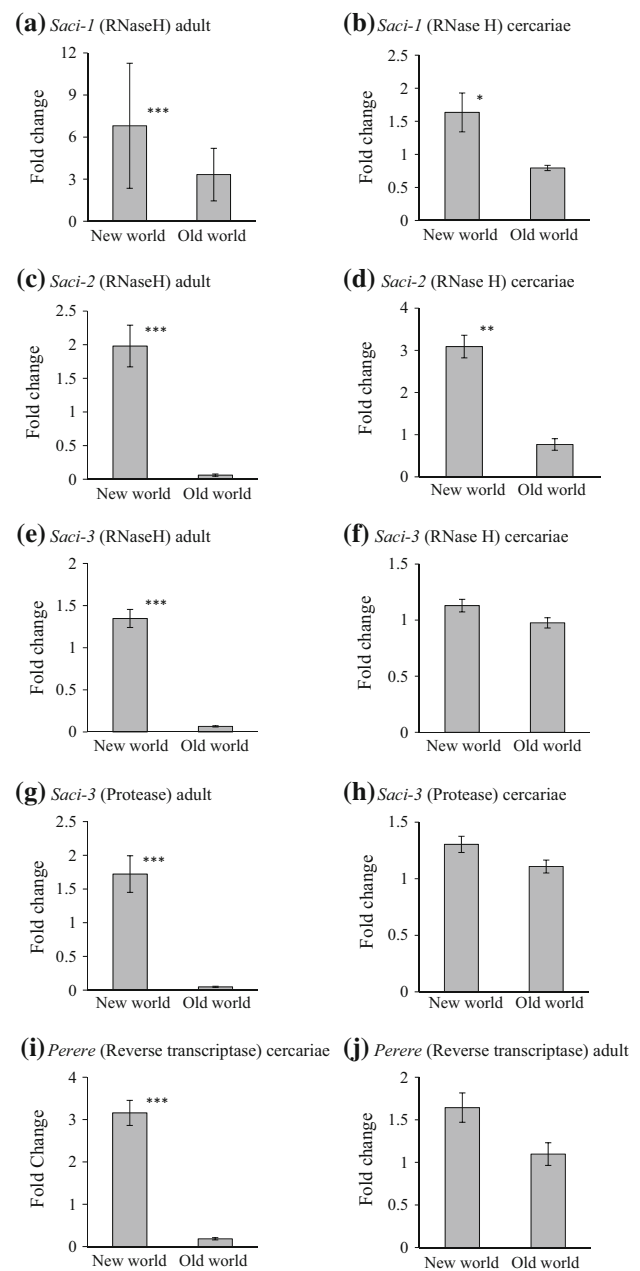 (a) Saci-1 (RNaseH) adult
12
9
6
3
0
Fold change
***
New world Old world
(b) Saci-1 (RNase H) cercariae
2.5
2
1.5
1
0.5
0
Fold change
*
New world Old world
(c) Saci-2 (RNaseH) adult
2.5
2
1.5
1
0.5
0
Fold change
***
New world Old world
(d) Saci-2 (RNase H) cercariae
4
3
2
1
0
Fold change
**
New world Old world
(e) Saci-3 (RNaseH) adult
2
1.5
1
0.5
0
Fold change
***
New world Old world
(f) Saci-3 (RNase H) cercariae
1.5
1
0.5
0
Fold change
New world Old world
(g) Saci-3 (Protease) adult
2.5
2
1.5
1
0.5
0
Fold change
***
New world Old world
(h) Saci-3 (Protease) cercariae
1.5
1
0.5
0
Fold change
New world Old world
(i) Perere (Reverse transcriptase) cercariae
4
3
2
1
0
Fold Change
***
New world Old world
(j) Perere (Reverse transcriptase) adult
2
1.5
1
0.5
0
Fold change
New world Old world